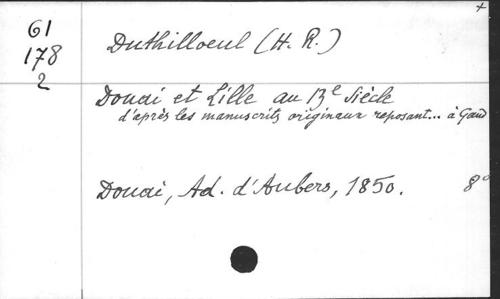 +
61
178
2
Duthilloeul (H. R.)
Douai et Lille au 13e Siècle
d'après les manuscrits originaux reposant... à Gand
Douai, Ad. d'Aubers, 1850. 8°